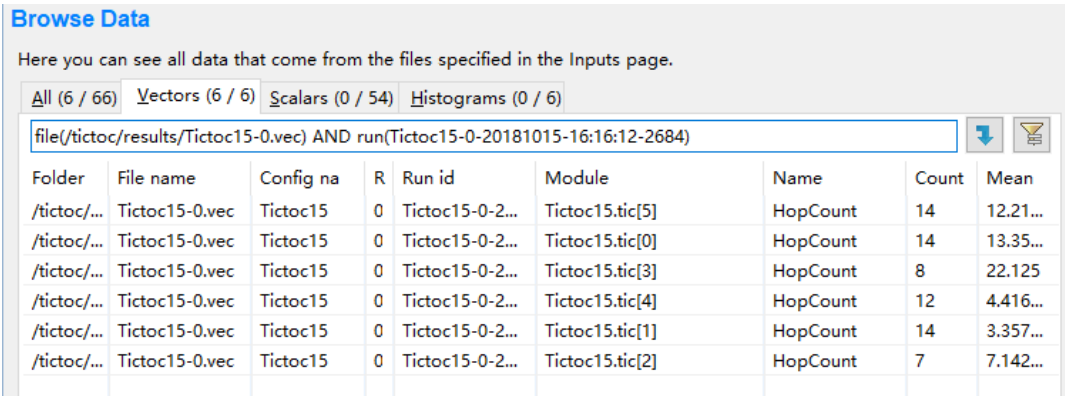 Browse Data
Here you can see all data that come from the files specified in the Inputs page.
All (6 / 66) Vectors (6 / 6) Scalars (0 / 54) Histograms (0 / 6)
file(/tictoc/results/Tictoc15-0.vec) AND run(Tictoc15-0-20181015-16:16:12-2684)
Folder File name Config na R Run id Module Name Count Mean
/tictoc/... Tictoc15-0.vec Tictoc15 0 Tictoc15-0-2... Tictoc15.tic[5] HopCount 14 12.21...
/tictoc/... Tictoc15-0.vec Tictoc15 0 Tictoc15-0-2... Tictoc15.tic[0] HopCount 14 13.35...
/tictoc/... Tictoc15-0.vec Tictoc15 0 Tictoc15-0-2... Tictoc15.tic[3] HopCount 8 22.125
/tictoc/... Tictoc15-0.vec Tictoc15 0 Tictoc15-0-2... Tictoc15.tic[4] HopCount 12 4.416...
/tictoc/... Tictoc15-0.vec Tictoc15 0 Tictoc15-0-2... Tictoc15.tic[1] HopCount 14 3.357...
/tictoc/... Tictoc15-0.vec Tictoc15 0 Tictoc15-0-2... Tictoc15.tic[2] HopCount 7 7.142...